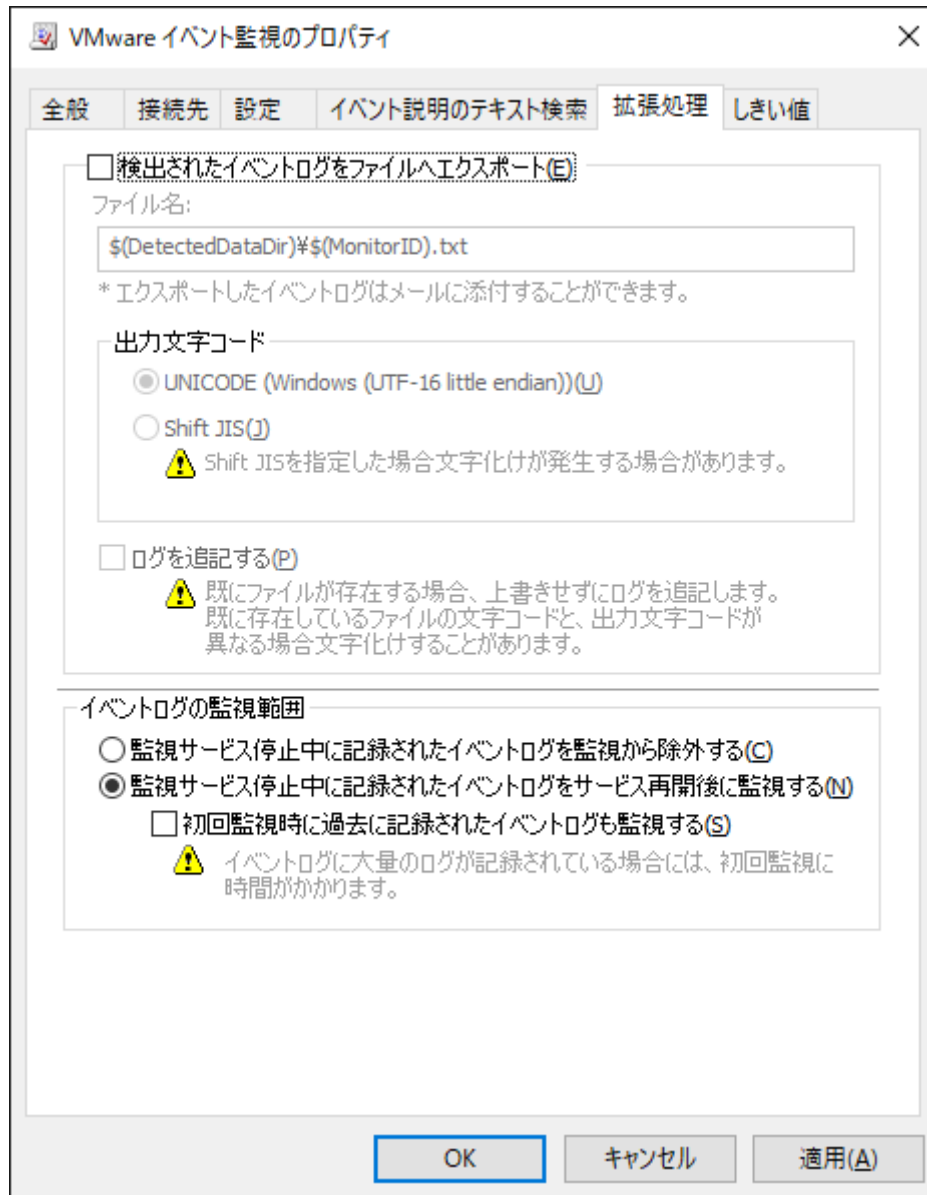 VMware イベント監視のプロパティ
全般 接続先 設定 イベント説明のテキスト検索 拡張処理 しきい値
検出されたイベントログをファイルへエクスポート(E)
ファイル名:
$(DetectedDataDir)¥$(MonitorID).txt
* エクスポートしたイベントログはメールに添付することができます。
出力文字コード
UNICODE (Windows (UTF-16 little endian))(U)
Shift JIS(J)
Shift JISを指定した場合文字化けが発生する場合があります。
ログを追記する(P)
既にファイルが存在する場合、上書きせずにログを追記します。
既に存在しているファイルの文字コードと、出力文字コードが
異なる場合文字化けすることがあります。
イベントログの監視範囲
監視サービス停止中に記録されたイベントログを監視から除外する(C)
監視サービス停止中に記録されたイベントログをサービス再開後に監視する(N)
初回監視時に過去に記録されたイベントログも監視する(S)
イベントログに大量のログが記録されている場合には、初回監視に
時間がかかります。
OK キャンセル 適用(A)